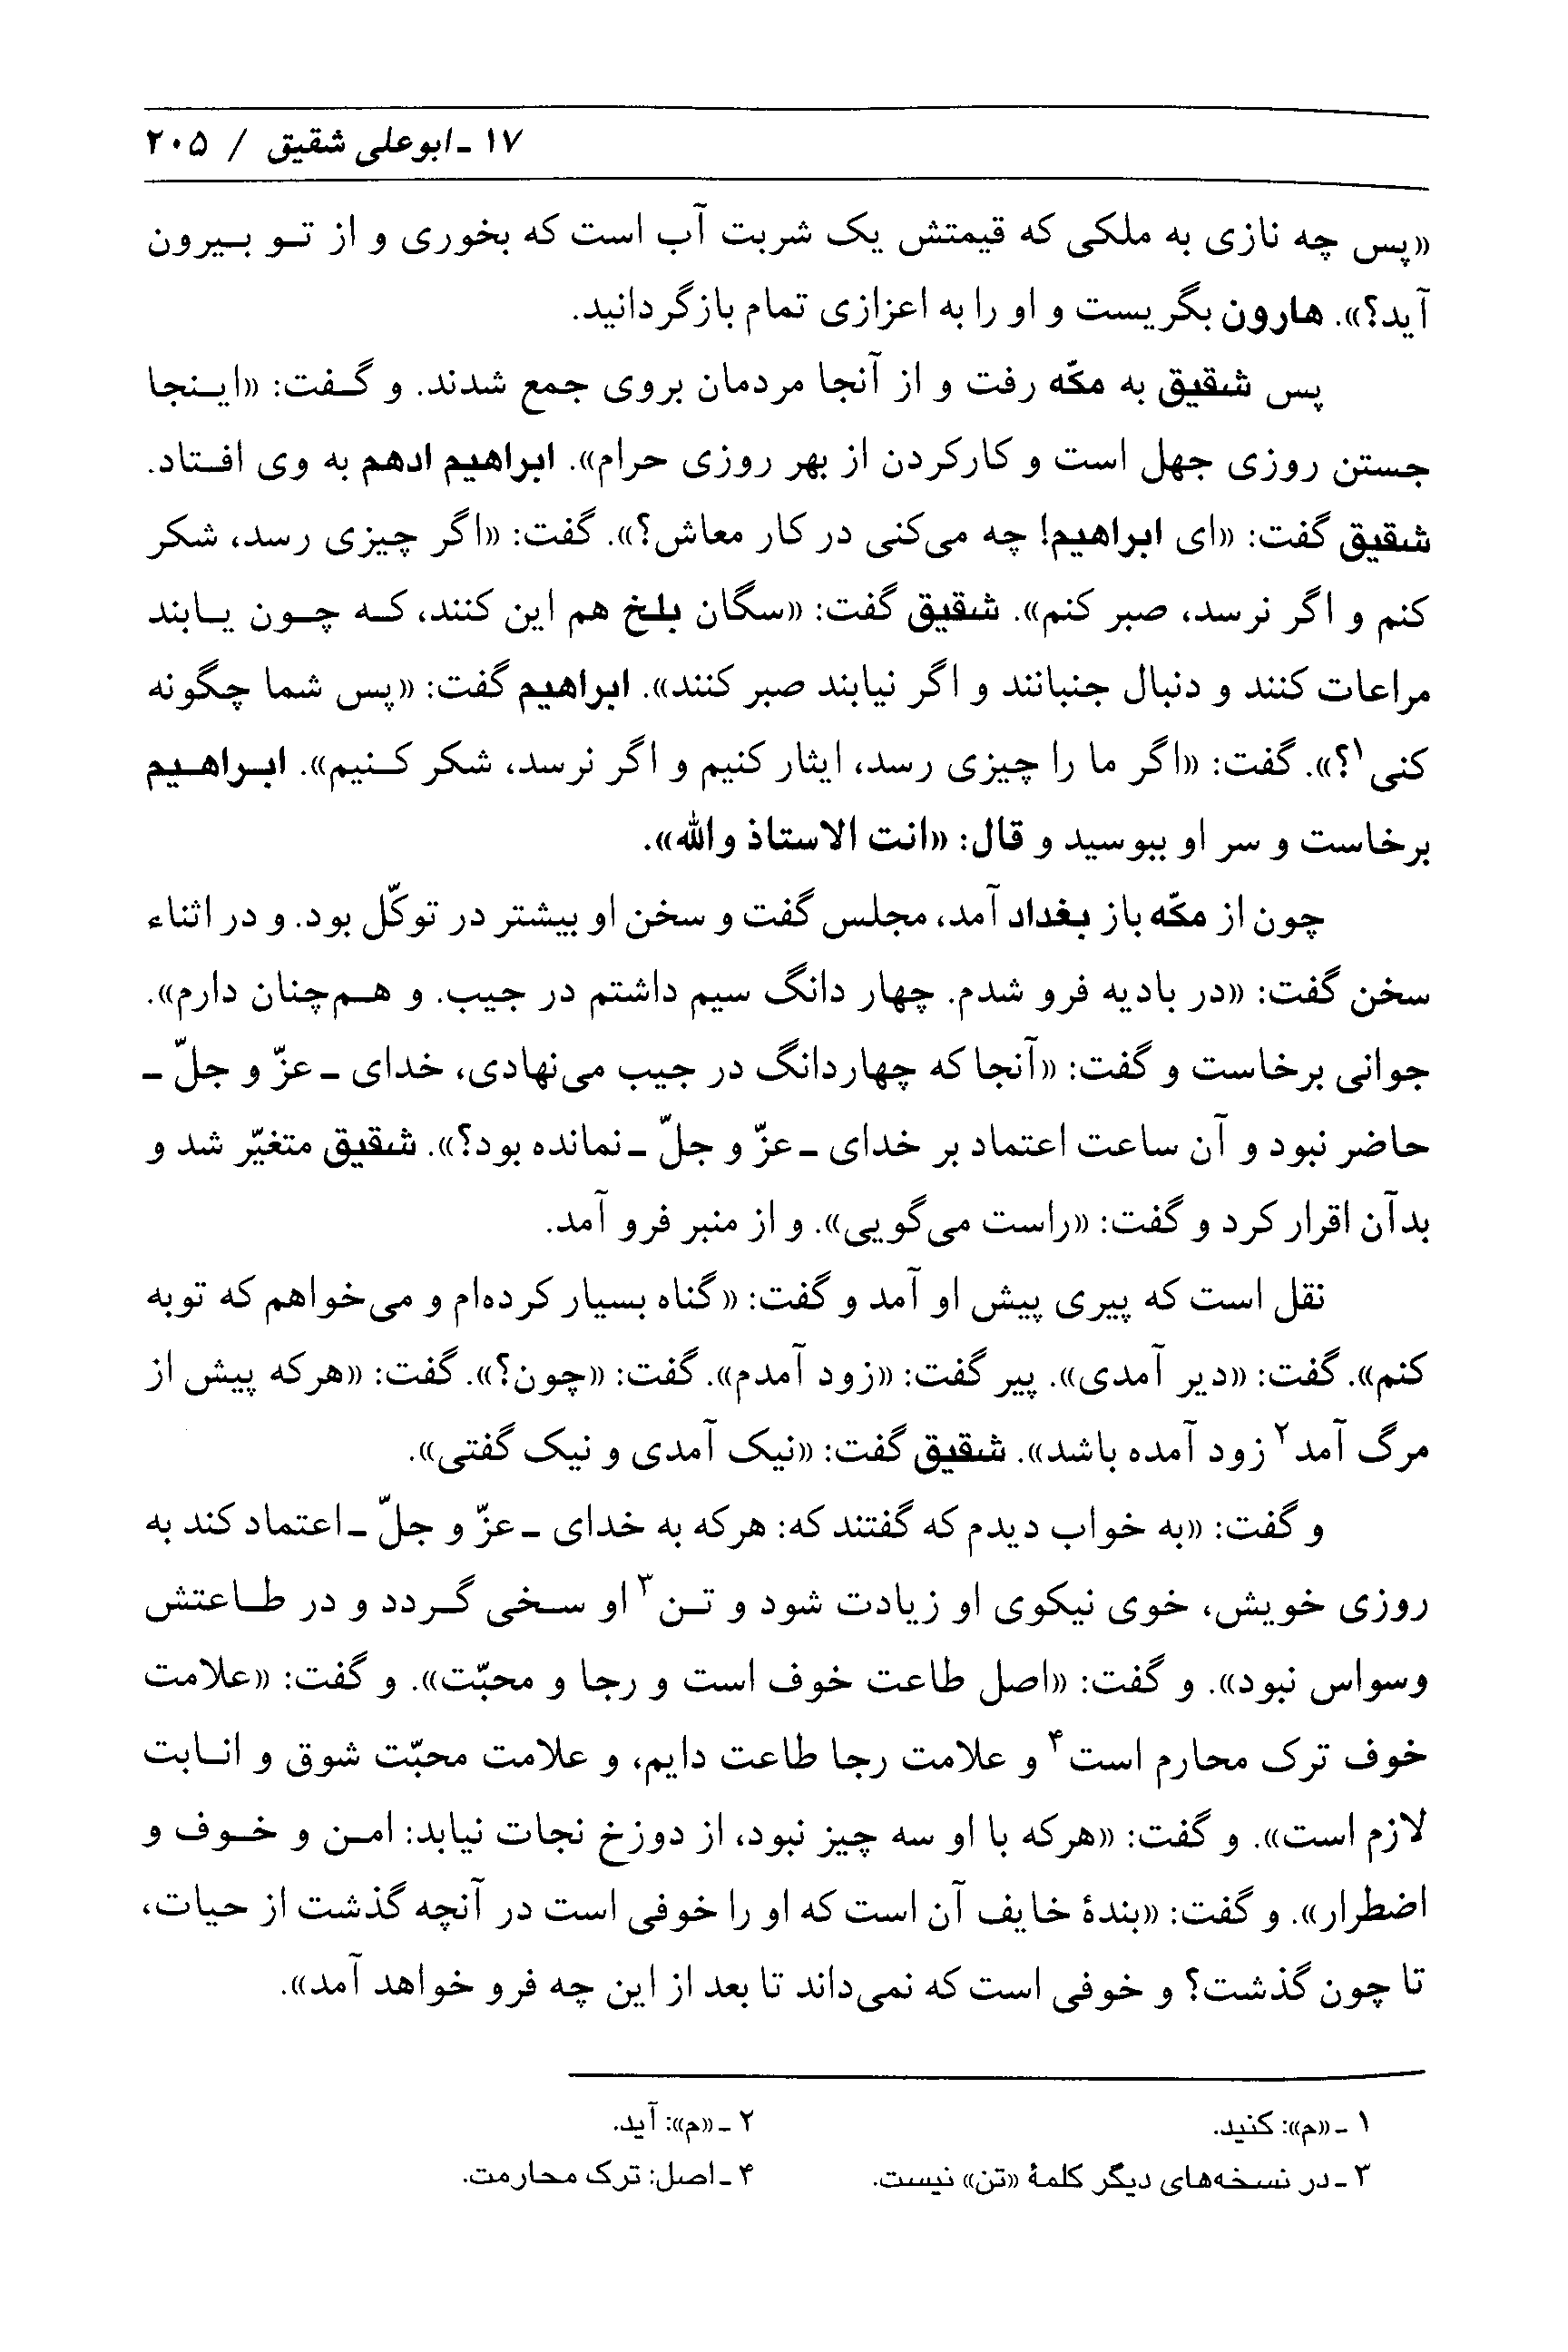 ۱۷ ـ ابوعلی شقیق / ۲۰۵
«پس چه نازی به ملکی که قیمتش یک شربت آب است که بخوری و از تو بیرون
آید؟». هارون بگریست و او را به اعزازی تمام بازگردانید.
پس شقیق به مکّه رفت و از آنجا مردمان بروی جمع شدند. و گفت: «اینجا
جستن روزی جهل است و کارکردن از بهر روزی حرام». ابراهیم ادهم به وی افتاد.
شقیق گفت: «ای ابراهیم! چه می‌کنی در کار معاش؟». گفت: «اگر چیزی رسد، شکر
کنم و اگر نرسد، صبر کنم». شقیق گفت: «سگان بلخ هم این کنند، که چون یابند
مراعات کنند و دنبال جنبانند و اگر نیابند صبر کنند». ابراهیم گفت: «پس شما چگونه
کنی۱؟». گفت: «اگر ما را چیزی رسد، ایثار کنیم و اگر نرسد، شکر کنیم». ابراهیم
برخاست و سر او ببوسید و قال: «انت الاستاذ والله».
چون از مکّه باز بغداد آمد، مجلس گفت و سخن او بیشتر در توکّل بود. و در اثناء
سخن گفت: «در بادیه فرو شدم. چهار دانگ سیم داشتم در جیب. و هم‌چنان دارم».
جوانی برخاست و گفت: «آنجا که چهاردانگ در جیب می‌نهادی، خدای ـ عزّ و جلّ ـ
حاضر نبود و آن ساعت اعتماد بر خدای ـ عزّ و جلّ ـ نمانده بود؟». شقیق متغیّر شد و
بدآن اقرار کرد و گفت: «راست می‌گویی». و از منبر فرو آمد.
نقل است که پیری پیش او آمد و گفت: «گناه بسیار کرده‌ام و می‌خواهم که توبه
کنم». گفت: «دیر آمدی». پیر گفت: «زود آمدم». گفت: «چون؟». گفت: «هرکه پیش از
مرگ آمد۲ زود آمده باشد». شقیق گفت: «نیک آمدی و نیک گفتی».
و گفت: «به خواب دیدم که گفتند که: هرکه به خدای ـ عزّ و جلّ ـ اعتماد کند به
روزی خویش، خوی نیکوی او زیادت شود و تن۳ او سخی گردد و در طاعتش
وسواس نبود». و گفت: «اصل طاعت خوف است و رجا و محبّت». و گفت: «علامت
خوف ترک محارم است۴ و علامت رجا طاعت دایم، و علامت محبّت شوق و انابت
لازم است». و گفت: «هرکه با او سه چیز نبود، از دوزخ نجات نیابد: امن و خوف و
اضطرار». و گفت: «بندهٔ خایف آن است که او را خوفی است در آنچه گذشت از حیات،
تا چون گذشت؟ و خوفی است که نمی‌داند تا بعد از این چه فرو خواهد آمد».
۱ ـ «م»: کنید.
۲ ـ «م»: آید.
۳ ـ در نسخه‌های دیگر کلمهٔ «تن» نیست.
۴ ـ اصل: ترک محارمت.